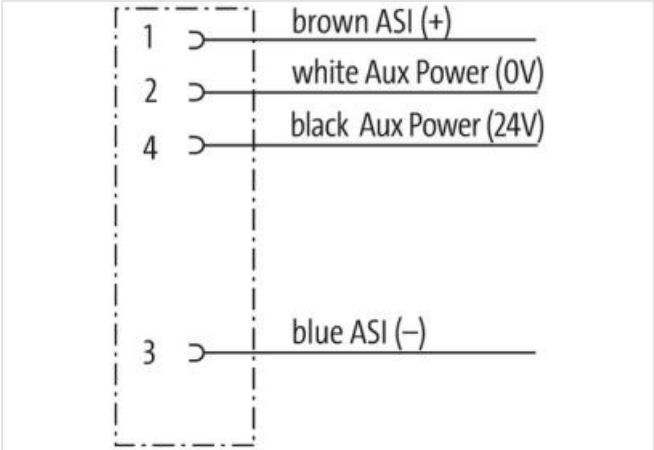 1 brown ASI (+)
2 white Aux Power (0V)
4 black Aux Power (24V)
3 blue ASI (–)